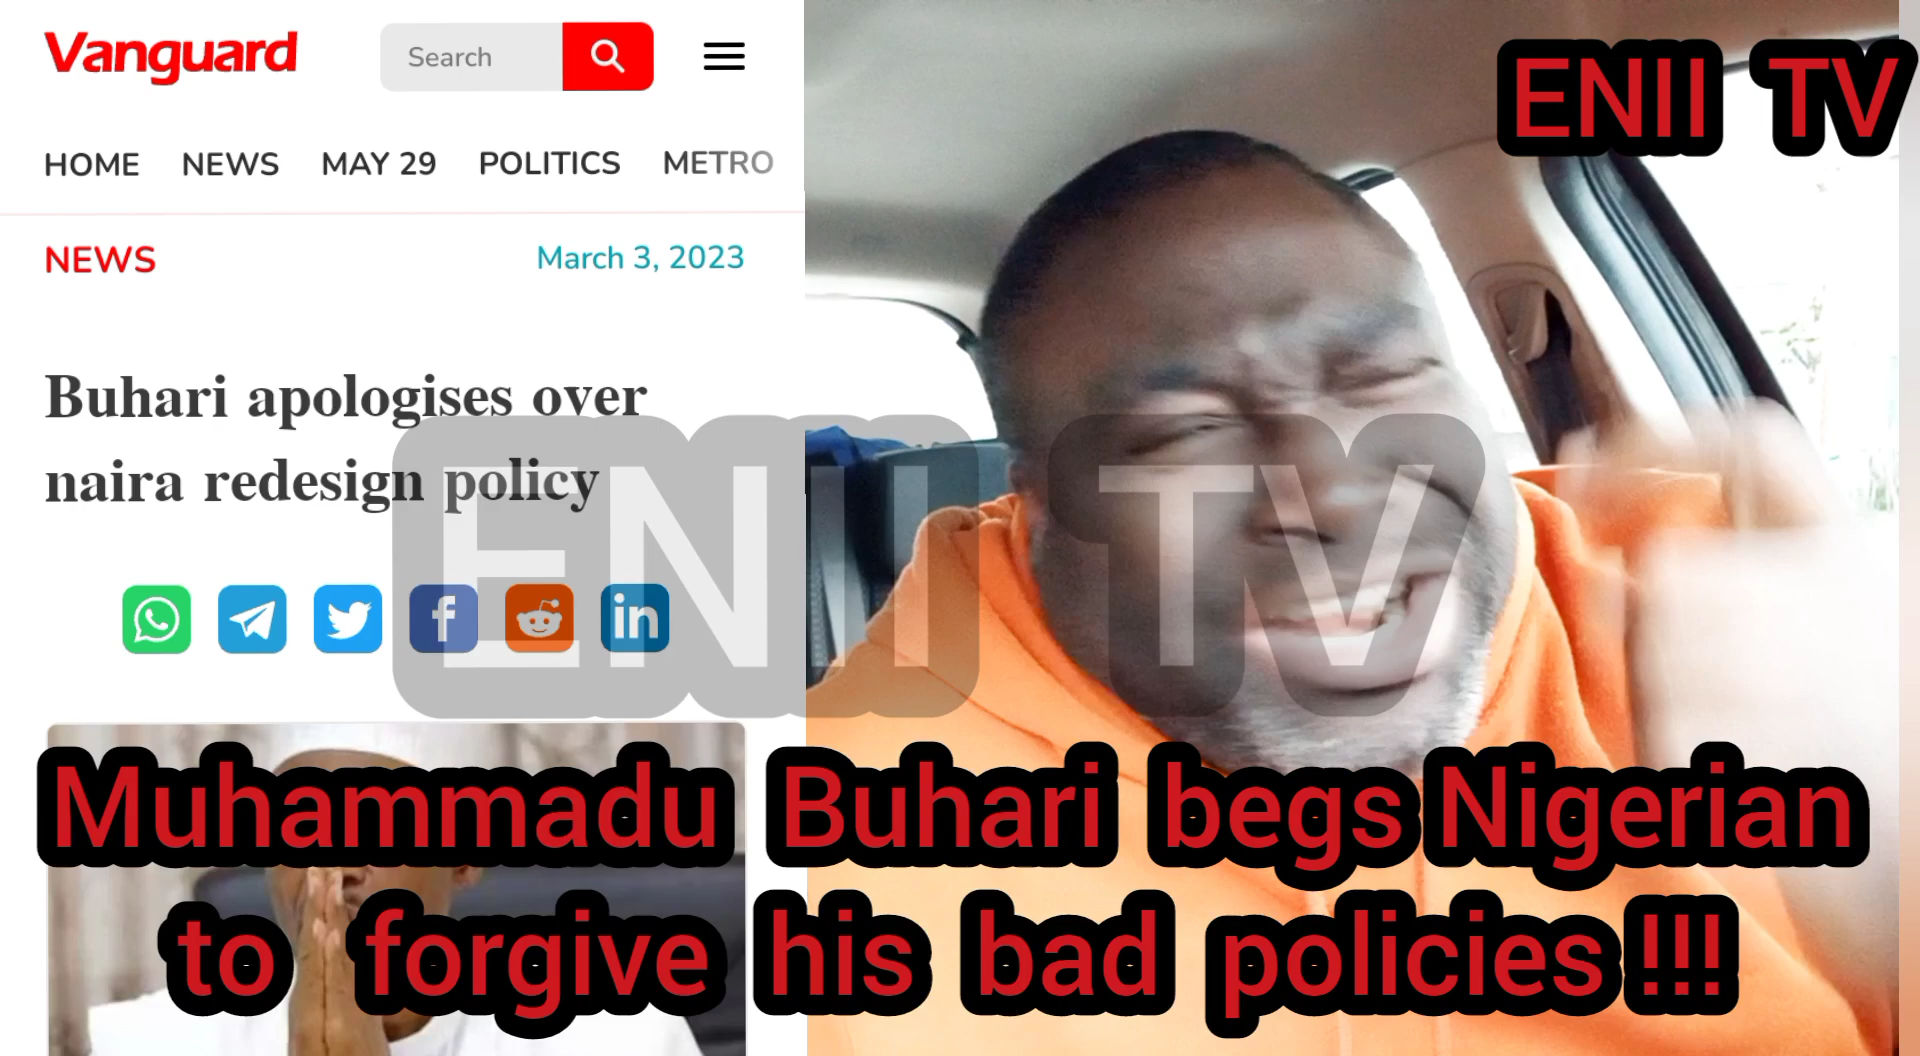 Vanguard
Search
HOME NEWS MAY 29 POLITICS METRO
NEWS
March 3, 2023
Buhari apologises over
naira redesign policy
f in
ENII TV
ENII TV
Muhammadu Buhari begs Nigerian
to forgive his bad policies !!!